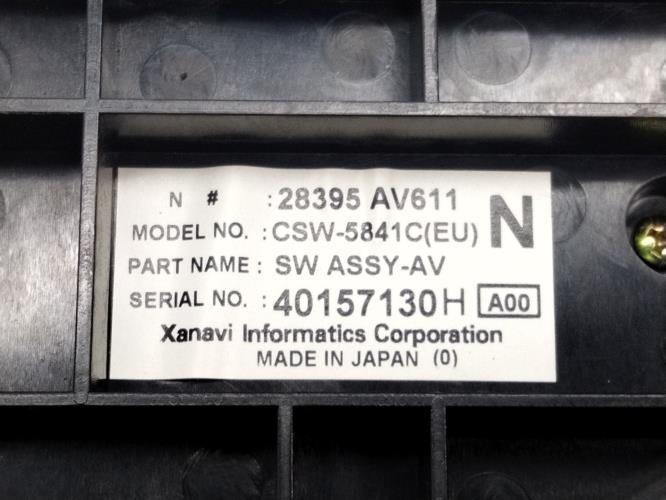 N # : 28395 AV611
MODEL NO. : CSW-5841C(EU) N
PART NAME : SW ASSY-AV
SERIAL NO. : 40157130H A00
Xanavi Informatics Corporation
MADE IN JAPAN (0)